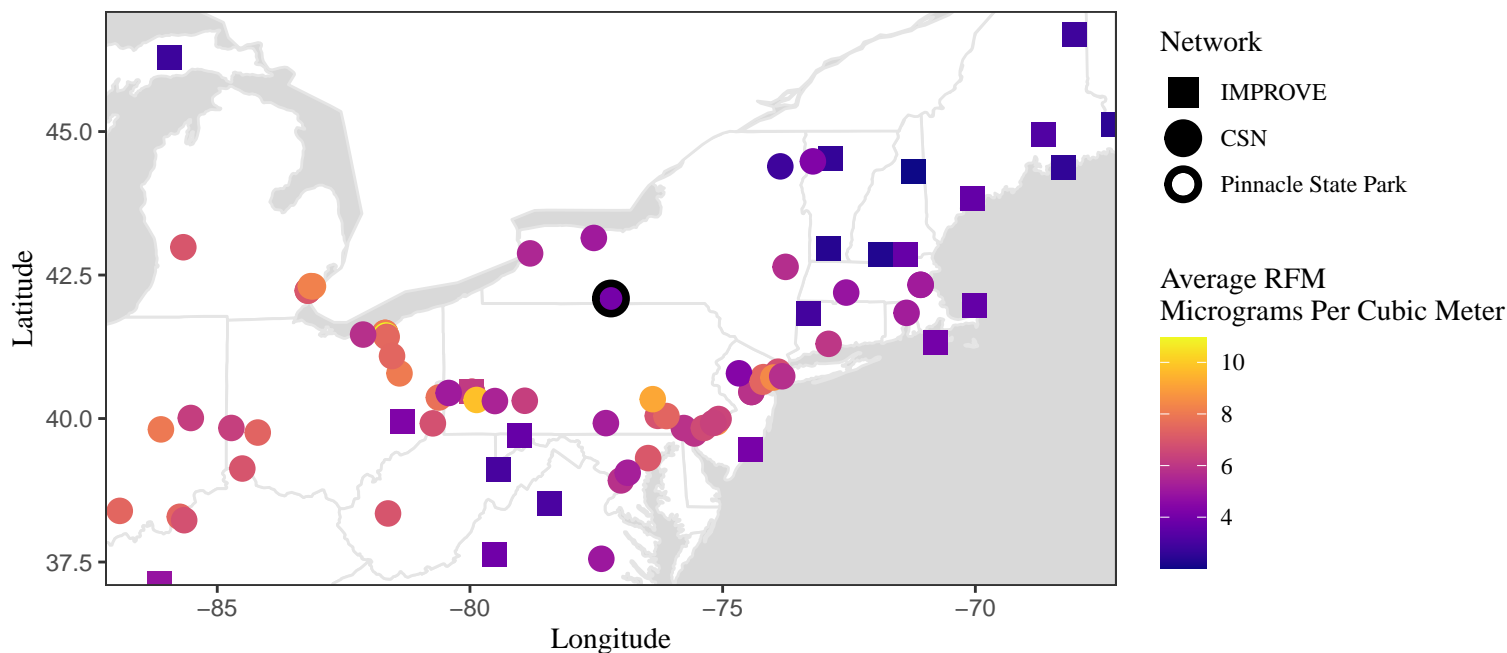 45.0
42.5
40.0
37.5
Latitude
−85
−80
−75
−70
Longitude
Network
IMPROVE
CSN
Pinnacle State Park
Average RFM
Micrograms Per Cubic Meter
10
8
6
4